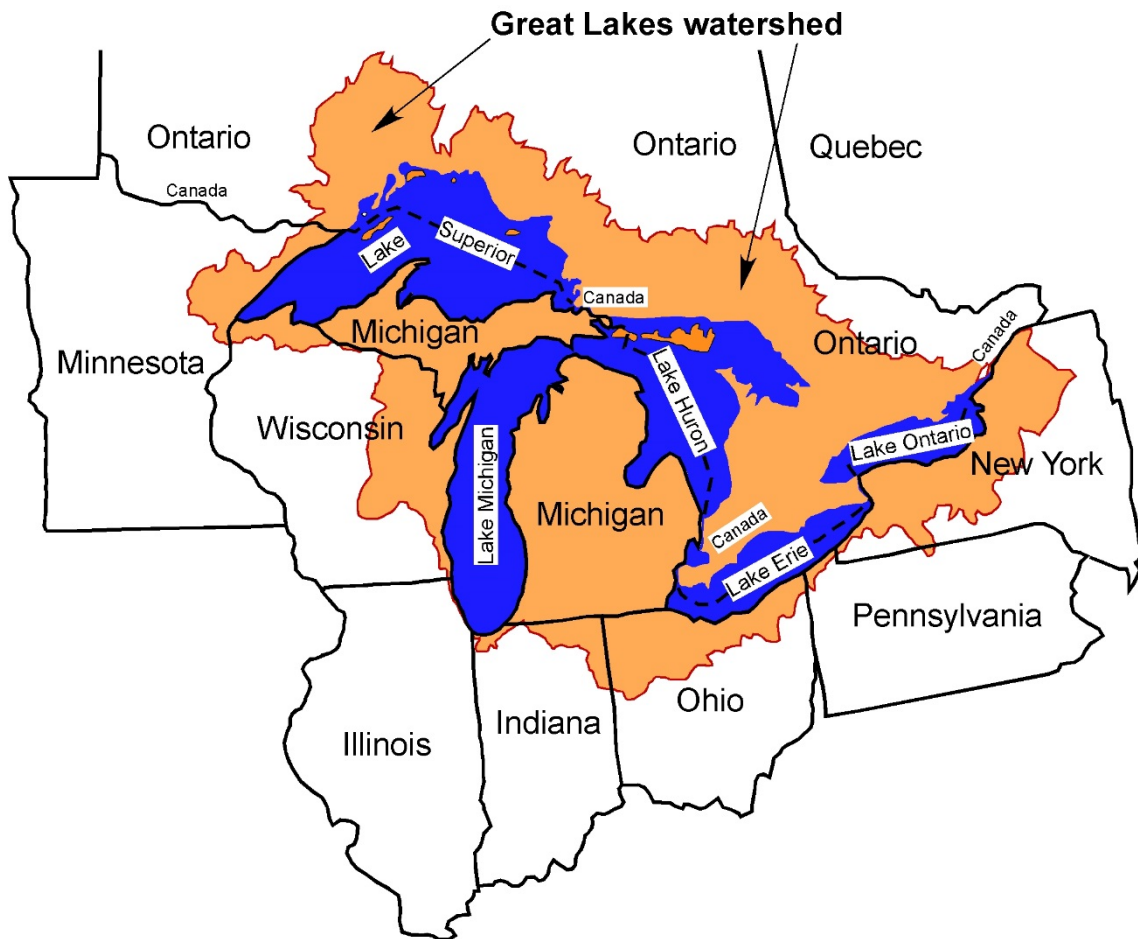 Great Lakes watershed
Ontario
Ontario
Quebec
Canada
Lake
Superior
Canada
Michigan
Ontario
Canada
Minnesota
Lake Huron
Wisconsin
Lake Ontario
New York
Lake Michigan
Michigan
Canada
Lake Erie
Pennsylvania
Ohio
Indiana
Illinois